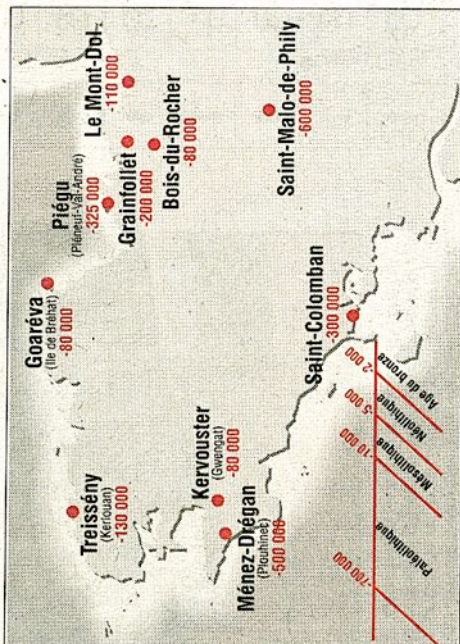 Goaréva
(Ile de Bréhat)
-80 000
Piégu
(Pléneuf-Val-André)
-325 000
Le Mont-Dol
-110 000
Treissény
(Kerlouan)
-130 000
Grainfollet
-200 000
Bois-du-Rocher
-80 000
Kervouster
(Gwengat)
-80 000
Ménez-Drégan
(Plouhinec)
-500 060
Saint-Malo-de-Phily
-600 000
Saint-Colomban
-300 000
-700 000
-10 000
-5 000
-2 000
Paléolithique
Mésolithique
Néolithique
Age du bronze